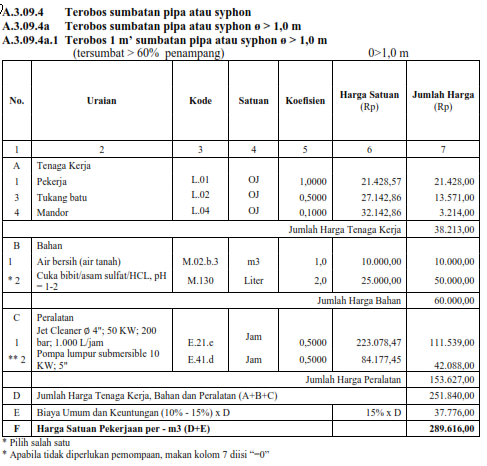 A.3.09.4 Terobos sumbatan pipa atau syphon
A.3.09.4a Terobos sumbatan pipa atau syphon ø > 1,0 m
A.3.09.4a.1 Terobos 1 m’ sumbatan pipa atau syphon ø > 1,0 m
(tersumbat > 60% penampang) 0>1,0 m
No. Uraian Kode Satuan Koefisien Harga Satuan (Rp) Jumlah Harga (Rp)
1 2 3 4 5 6 7
A Tenaga Kerja
1 Pekerja L.01 OJ 1,0000 21.428,57 21.428,00
3 Tukang batu L.02 OJ 0,5000 27.142,86 13.571,00
4 Mandor L.04 OJ 0,1000 32.142,86 3.214,00
Jumlah Harga Tenaga Kerja 38.213,00
B Bahan
1 Air bersih (air tanah) M.02.b.3 m3 1,0 10.000,00 10.000,00
* 2 Cuka bibit/asam sulfat/HCL, pH = 1-2 M.130 Liter 2,0 25.000,00 50.000,00
Jumlah Harga Bahan 60.000,00
C Peralatan
1 Jet Cleaner ø 4"; 50 KW; 200 bar; 1.000 L/jam E.21.e Jam 0,5000 223.078,47 111.539,00
** 2 Pompa lumpur submersible 10 KW; 5" E.41.d Jam 0,5000 84.177,45 42.088,00
Jumlah Harga Peralatan 153.627,00
D Jumlah Harga Tenaga Kerja, Bahan dan Peralatan (A+B+C) 251.840,00
E Biaya Umum dan Keuntungan (10% - 15%) x D 15% x D 37.776,00
F Harga Satuan Pekerjaan per - m3 (D+E) 289.616,00
* Pilih salah satu
* Apabila tidak diperlukan pemompaan, makan kolom 7 diisi “=0”